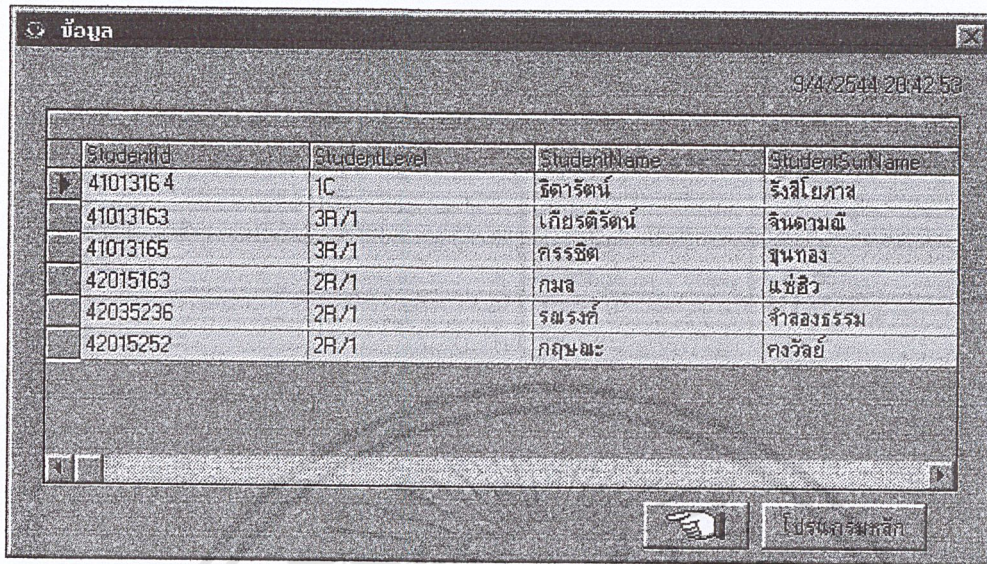 ข้อมูล
9/4/2544 20:42:53
StudentId StudentLevel StudentName StudentSurName
41013164 1C ธิดารัตน์ รังสิโยภาส
41013163 3R/1 เกียรติรัตน์ จินดามณี
41013165 3R/1 ครรชิต ขุนทอง
42015163 2R/1 กมล แซ่ฮิว
42035236 2R/1 รณรงค์ จำลองธรรม
42015252 2R/1 กฤษณะ คงวัลย์
โปรแกรมหลัก